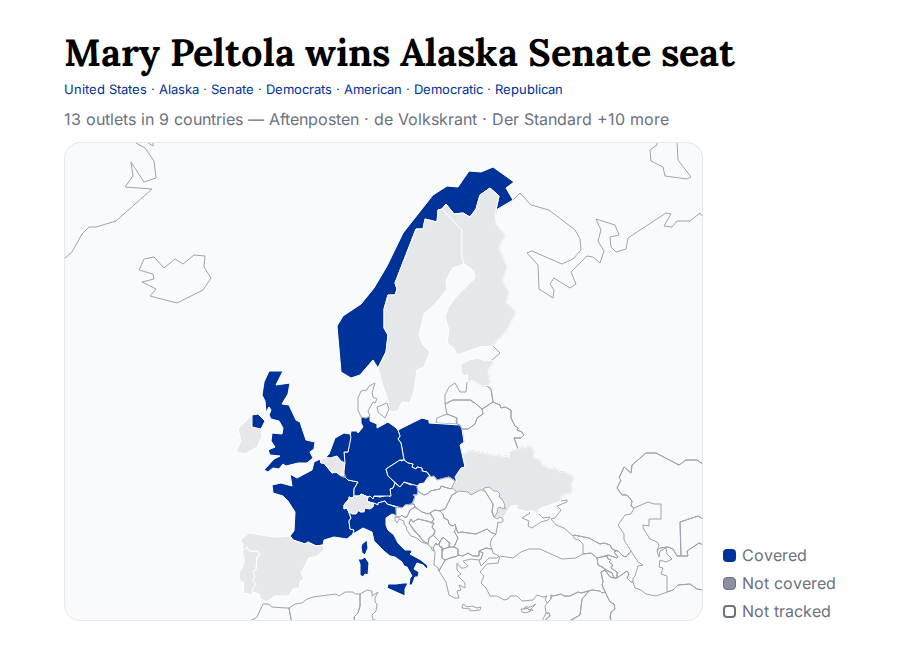 Mary Peltola wins Alaska Senate seat
United States · Alaska · Senate · Democrats · American · Democratic · Republican
13 outlets in 9 countries — Aftenposten · de Volkskrant · Der Standard +10 more
Covered
Not covered
Not tracked